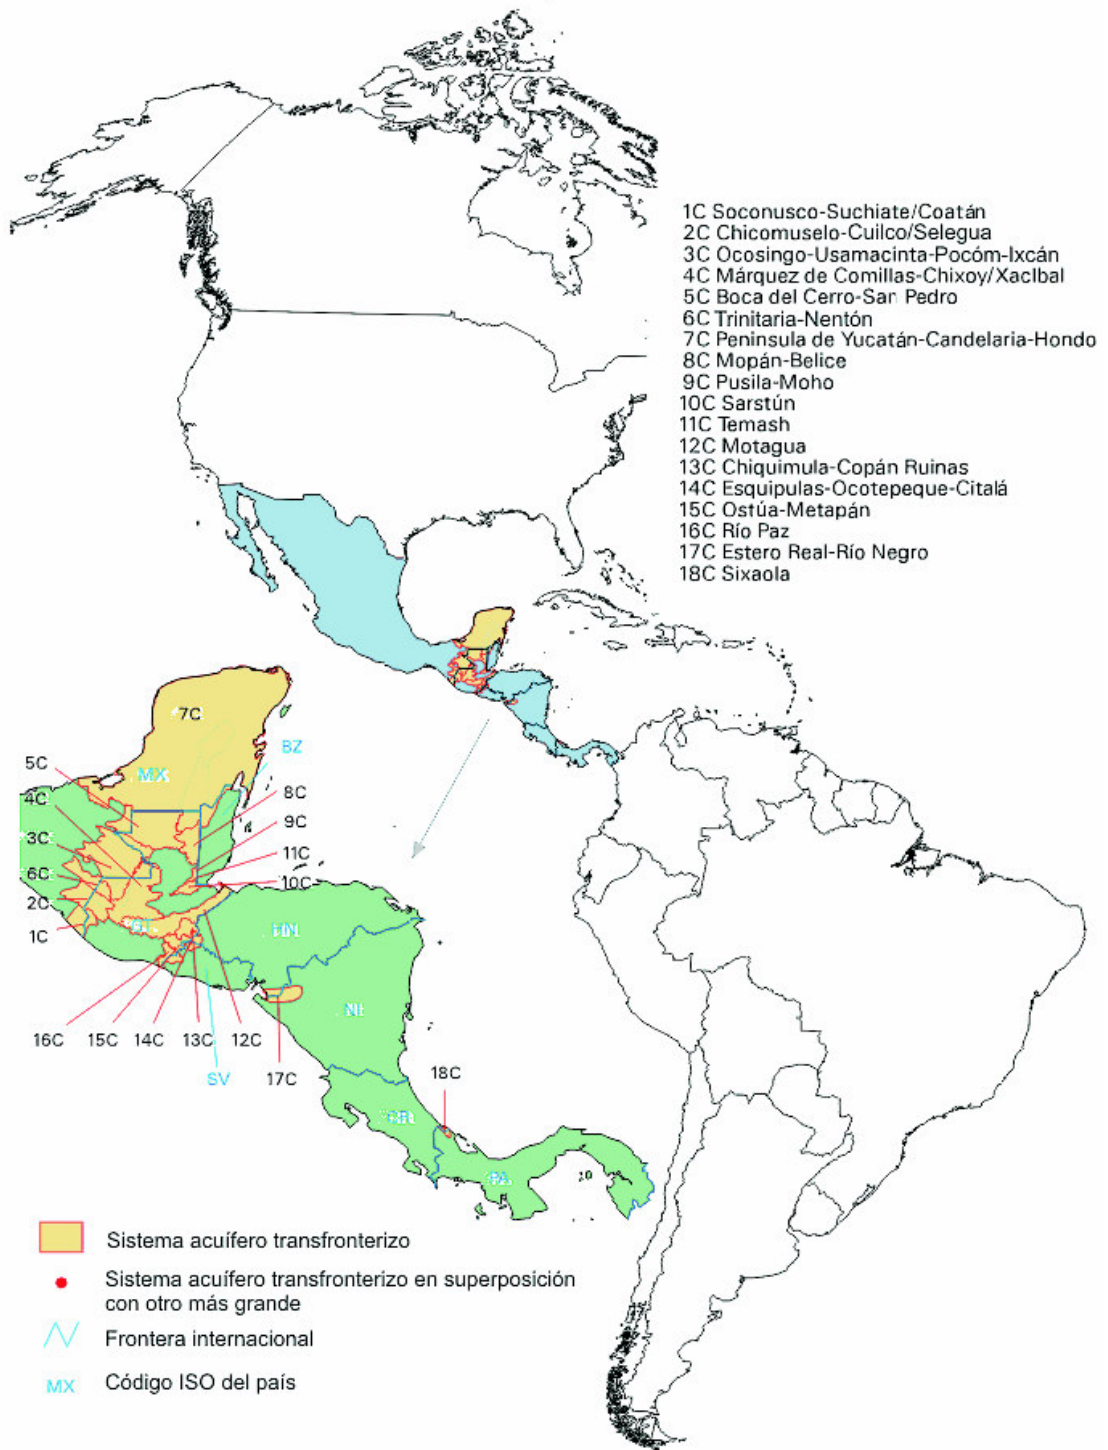 1C Soconusco-Suchiate/Coatán
2C Chicomuselo-Cuilco/Selegua
3C Ocosingo-Usamacinta-Pocóm-Ixcán
4C Márquez de Comillas-Chixoy/Xaclbal
5C Boca del Cerro-San Pedro
6C Trinitaria-Nentón
7C Peninsula de Yucatán-Candelaria-Hondo
8C Mopán-Belice
9C Pusila-Moho
10C Sarstún
11C Temash
12C Motagua
13C Chiquimula-Copán Ruinas
14C Esquipulas-Ocotepeque-Citalá
15C Ostúa-Metapán
16C Río Paz
17C Estero Real-Río Negro
18C Sixaola
7C
BZ
5C
MX
4C
8C
3C
9C
11C
6C
10C
2C
1C
HN
16C
15C
14C
13C
12C
NI
SV
17C
18C
CR
PA
Sistema acuífero transfronterizo
Sistema acuífero transfronterizo en superposición
con otro más grande
Frontera internacional
MX Código ISO del país